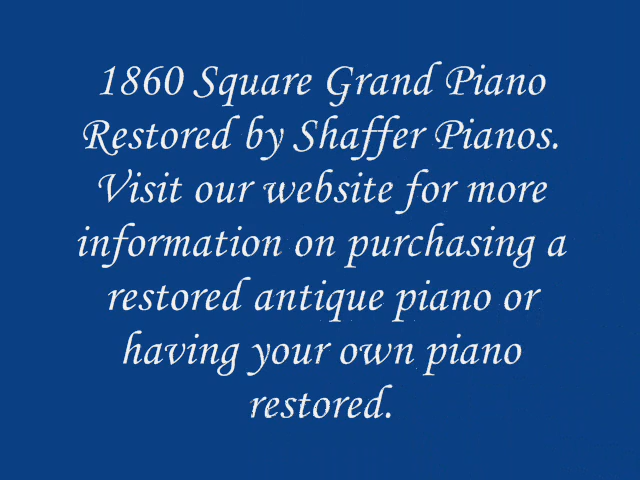 1860 Square Grand Piano
Restored by Shaffer Pianos.
Visit our website for more
information on purchasing a
restored antique piano or
having your own piano
restored.